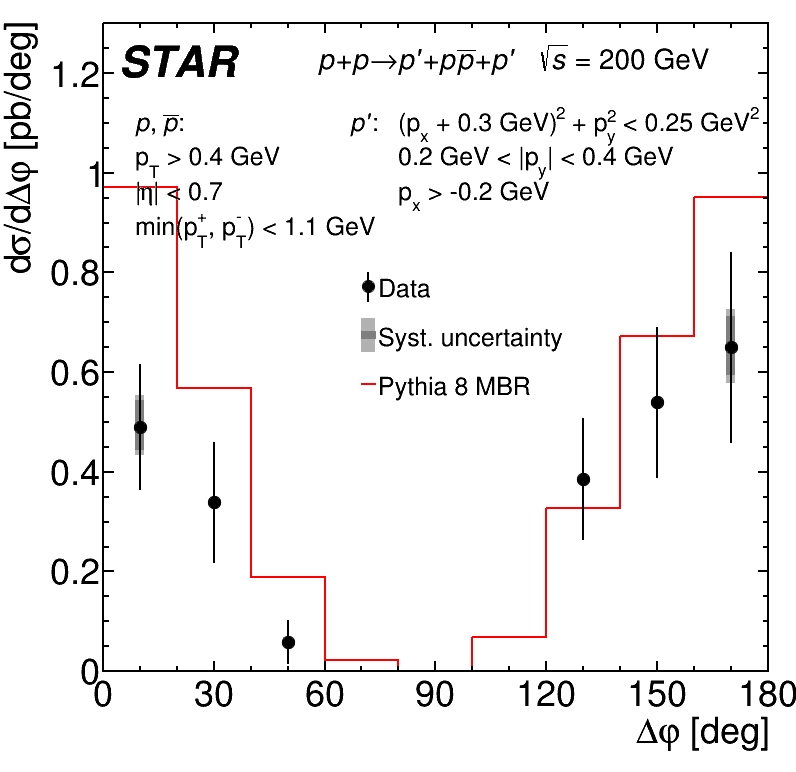 STAR p+p→p′+pp̅+p′ √s = 200 GeV
p, p̅: p′: (p_x + 0.3 GeV)² + p_y² < 0.25 GeV²
p_T > 0.4 GeV 0.2 GeV < |p_y| < 0.4 GeV
|η| < 0.7 p_x > -0.2 GeV
min(p_T⁺, p_T⁻) < 1.1 GeV
Data
Syst. uncertainty
Pythia 8 MBR
dσ/dΔφ [pb/deg]
1.2
1
0.8
0.6
0.4
0.2
0
0 30 60 90 120 150 180
Δφ [deg]